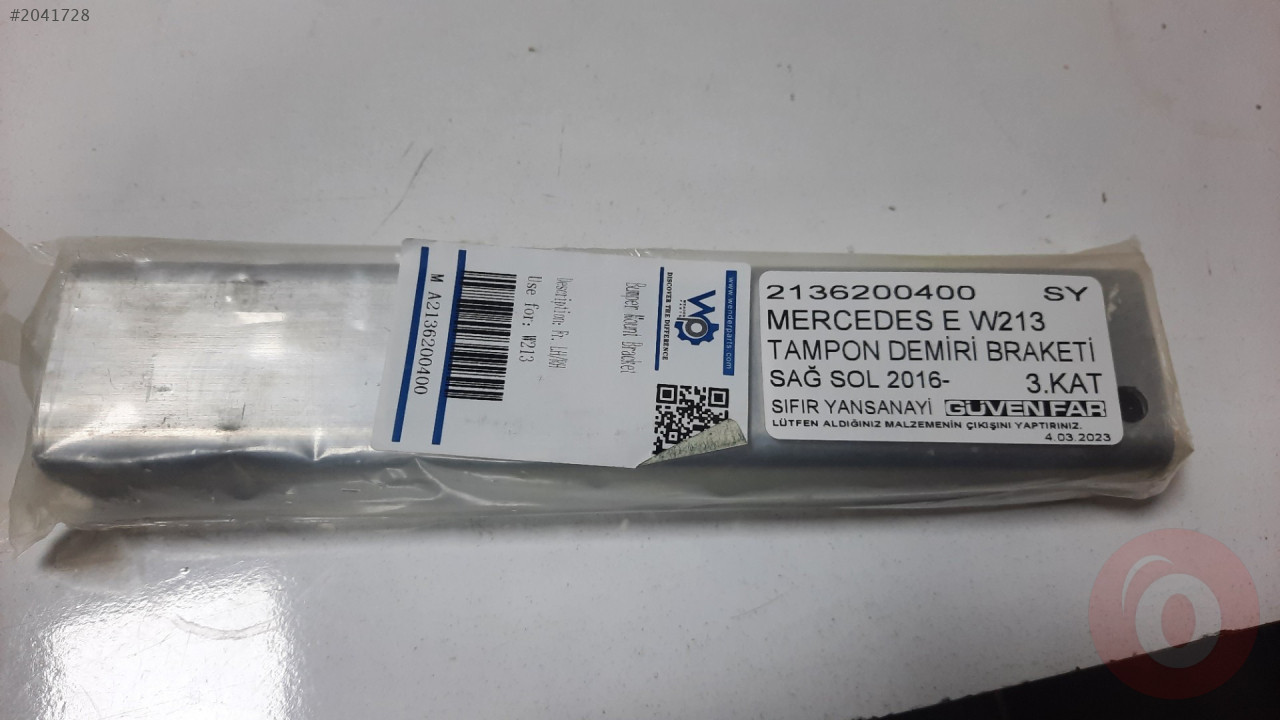 #2041728
www.wonderparts.com
Wp
DISCOVER THE DIFFERENCE
Bumper Mount Bracket
Description: Fr. LH/RH
Use for: W213
M A2136200400
2136200400 SY
MERCEDES E W213
TAMPON DEMİRİ BRAKETİ
SAĞ SOL 2016- 3.KAT
SIFIR YANSANAYİ GÜVEN FAR
LÜTFEN ALDIĞINIZ MALZEMENİN ÇIKIŞINI YAPTIRINIZ.
4.03.2023